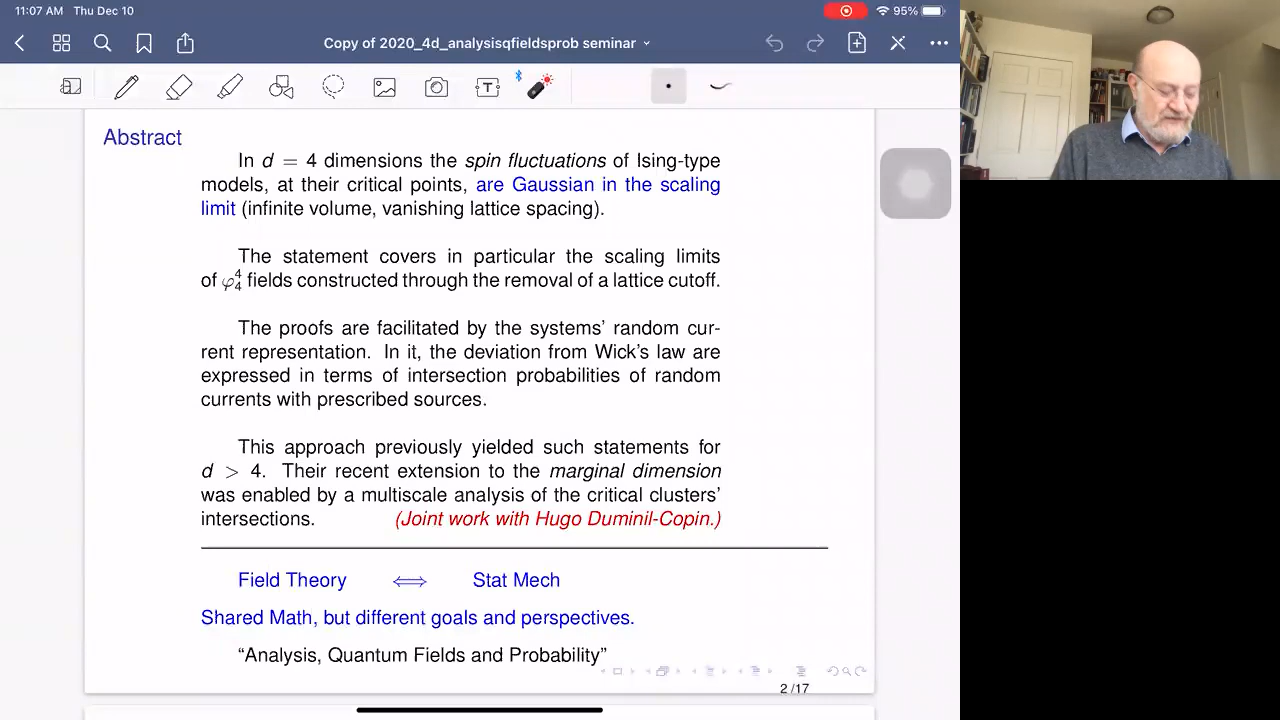 11:07 AM Thu Dec 10
95%
Copy of 2020_4d_analysisqfieldsprob seminar
T
Abstract
In d = 4 dimensions the spin fluctuations of Ising-type
models, at their critical points, are Gaussian in the scaling
limit (infinite volume, vanishing lattice spacing).
The statement covers in particular the scaling limits
of φ⁴₄ fields constructed through the removal of a lattice cutoff.
The proofs are facilitated by the systems’ random cur-
rent representation. In it, the deviation from Wick’s law are
expressed in terms of intersection probabilities of random
currents with prescribed sources.
This approach previously yielded such statements for
d > 4. Their recent extension to the marginal dimension
was enabled by a multiscale analysis of the critical clusters’
intersections. (Joint work with Hugo Duminil-Copin.)
Field Theory ⟺ Stat Mech
Shared Math, but different goals and perspectives.
“Analysis, Quantum Fields and Probability”
2 /17